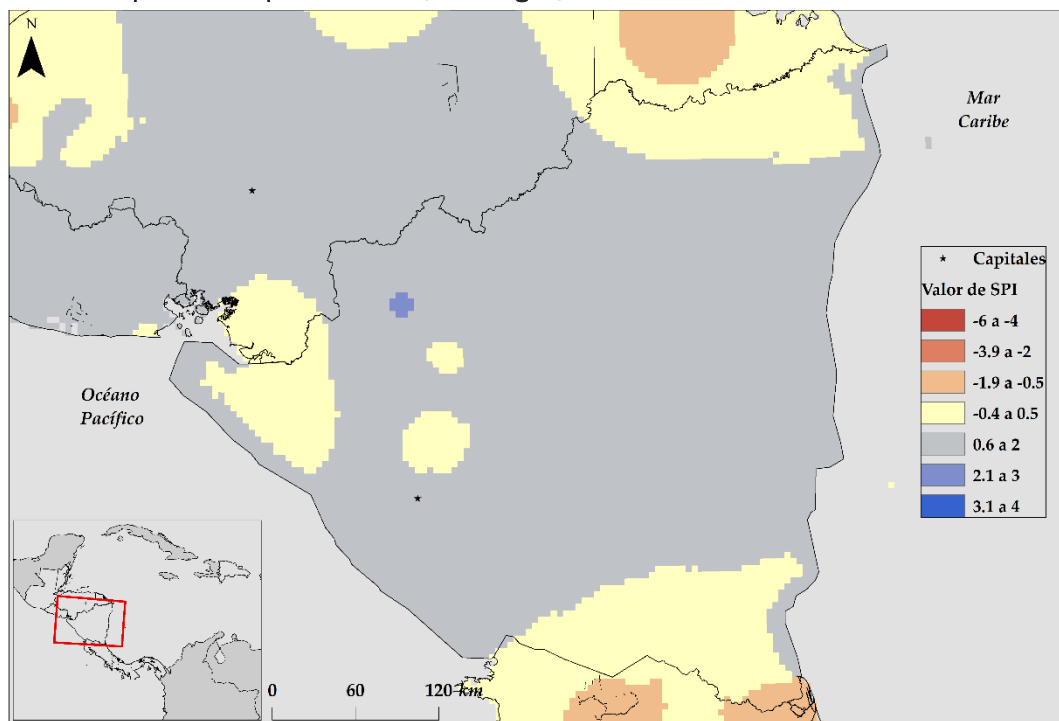 N
Mar
Caribe
Océano
Pacífico
Capitales
Valor de SPI
-6 a -4
-3.9 a -2
-1.9 a -0.5
-0.4 a 0.5
0.6 a 2
2.1 a 3
3.1 a 4
0 60 120 km